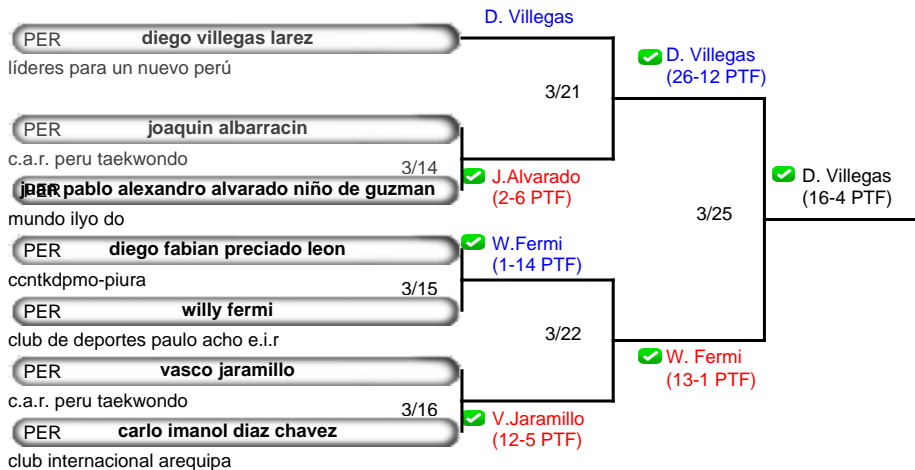 D. Villegas
PER diego villegas larez
líderes para un nuevo perú
D. Villegas
(26-12 PTF)
3/21
PER joaquin albarracin
c.a.r. peru taekwondo
3/14
PER juan pablo alexandro alvarado niño de guzman
mundo ilyo do
J.Alvarado
(2-6 PTF)
D. Villegas
(16-4 PTF)
3/25
PER diego fabian preciado leon
ccntkdpmo-piura
3/15
W.Fermi
(1-14 PTF)
PER willy fermi
club de deportes paulo acho e.i.r
3/22
W. Fermi
(13-1 PTF)
PER vasco jaramillo
c.a.r. peru taekwondo
3/16
V.Jaramillo
(12-5 PTF)
PER carlo imanol diaz chavez
club internacional arequipa